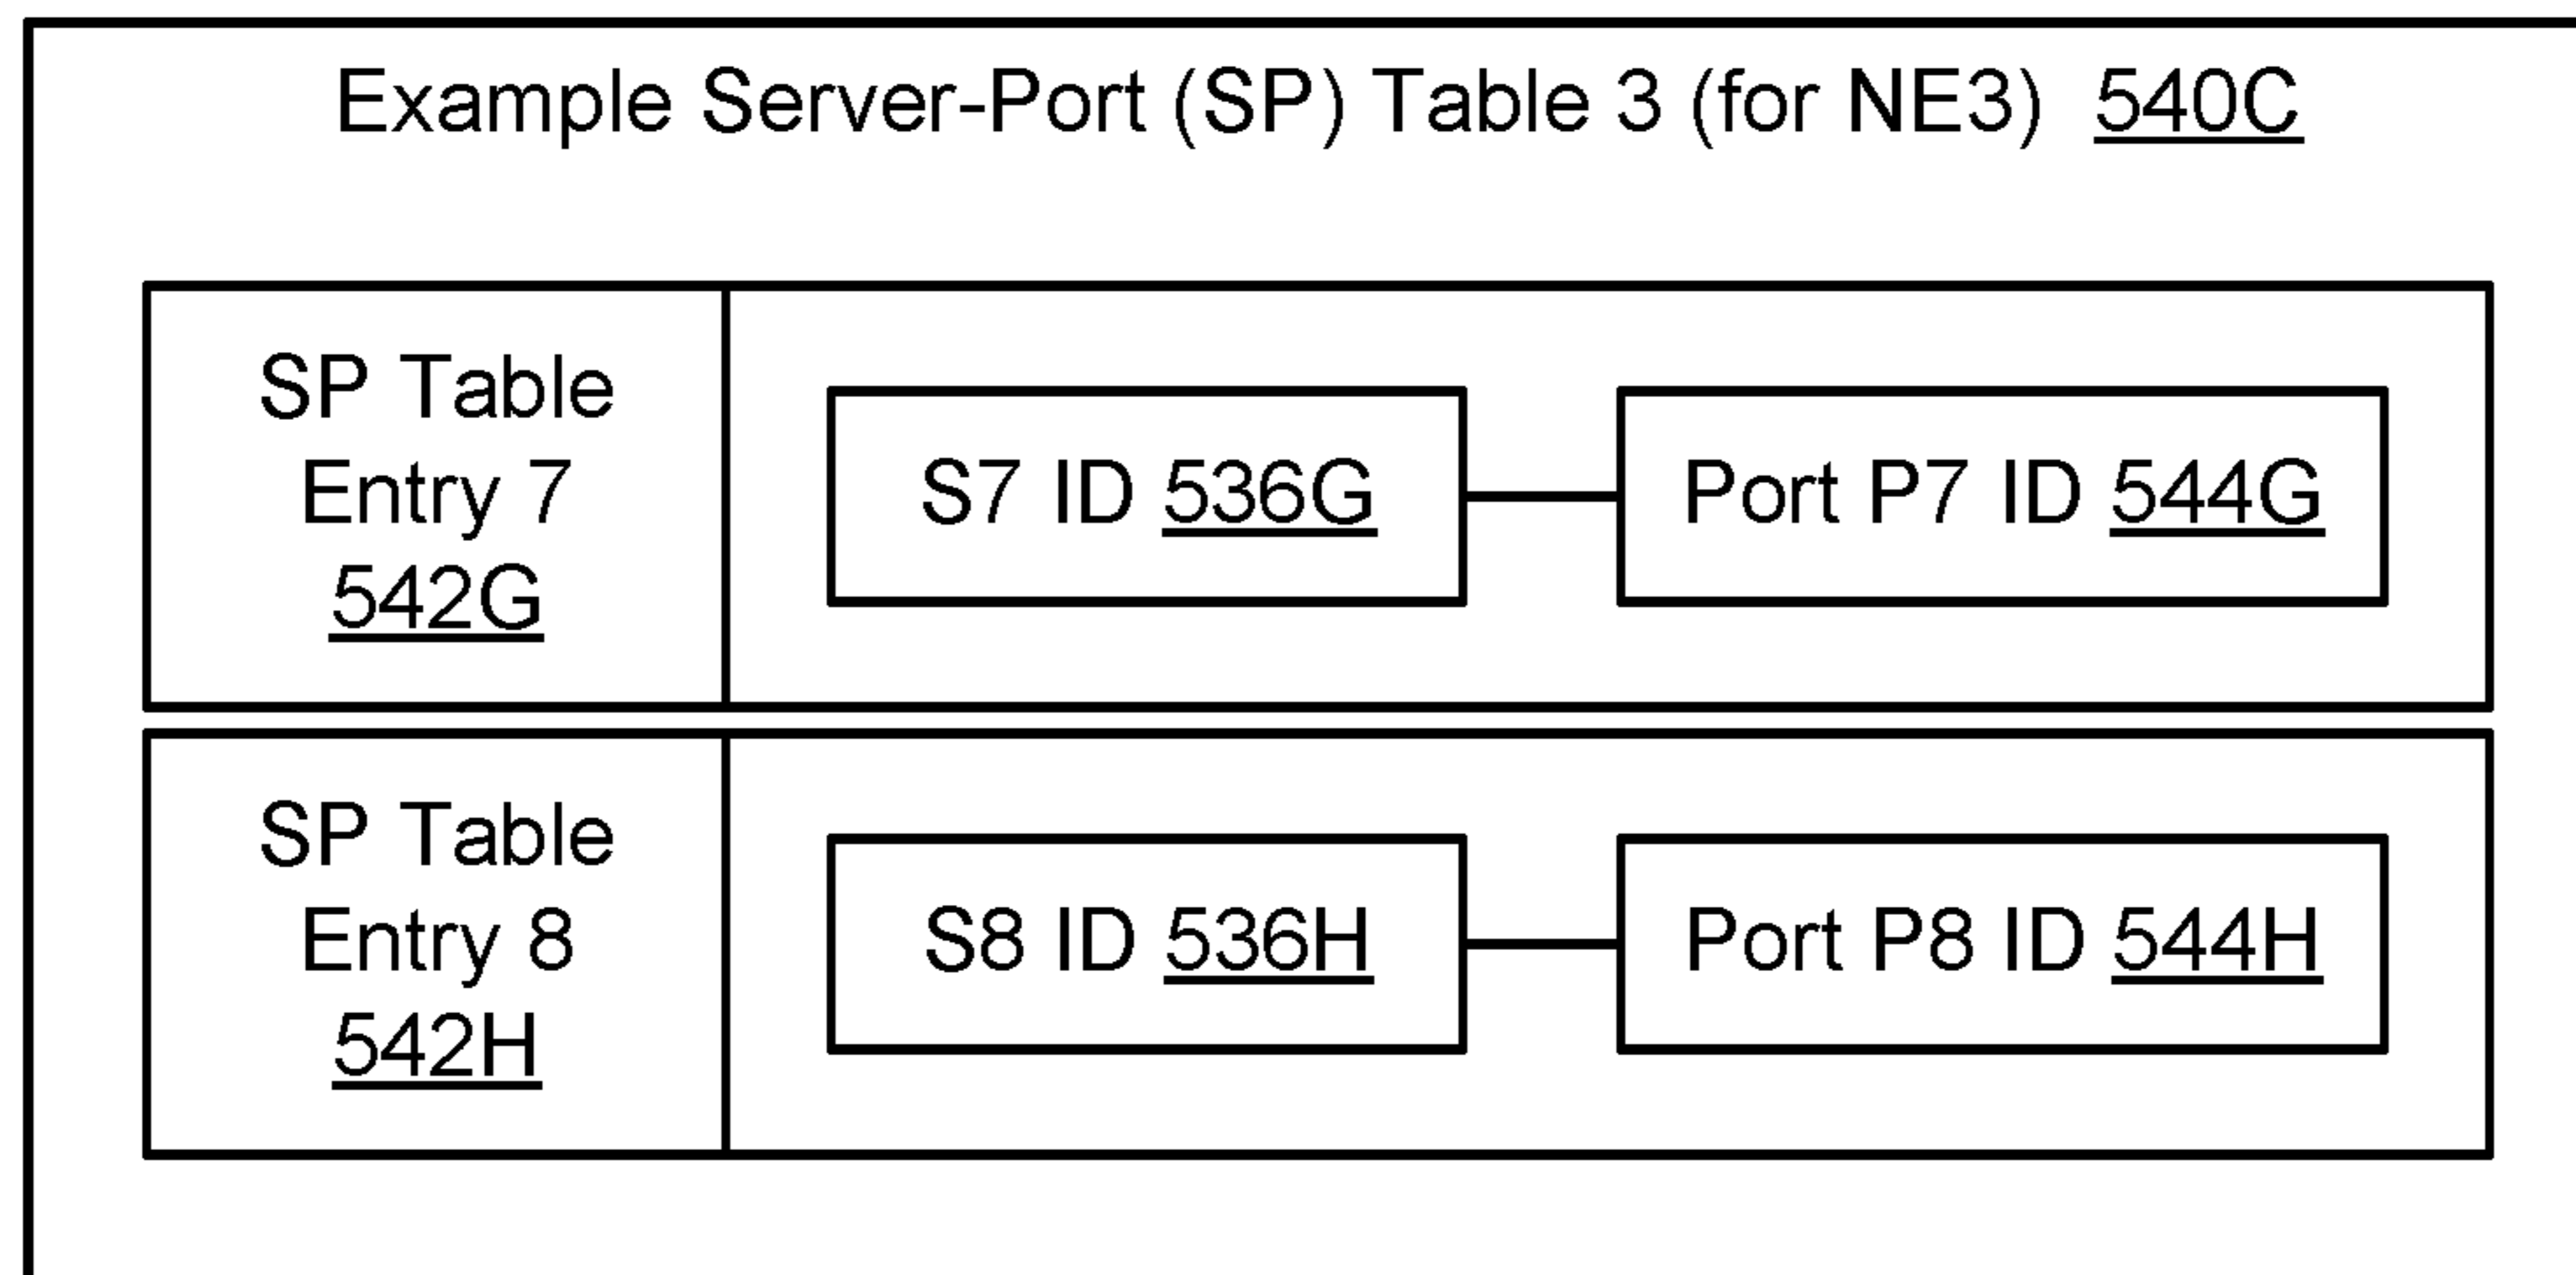 Example Server-Port (SP) Table 3 (for NE3) 540C
SP Table
Entry 7
542G
S7 ID 536G
Port P7 ID 544G
SP Table
Entry 8
542H
S8 ID 536H
Port P8 ID 544H